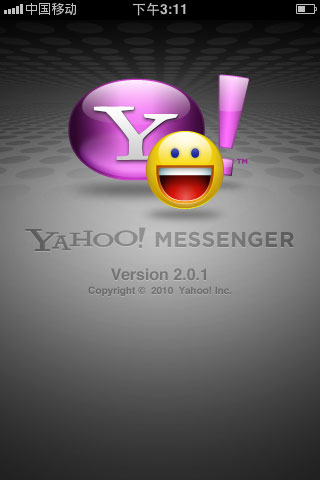 中国移动 下午3:11
Y! ™
YAHOO! MESSENGER
Version 2.0.1
Copyright © 2010 Yahoo! Inc.